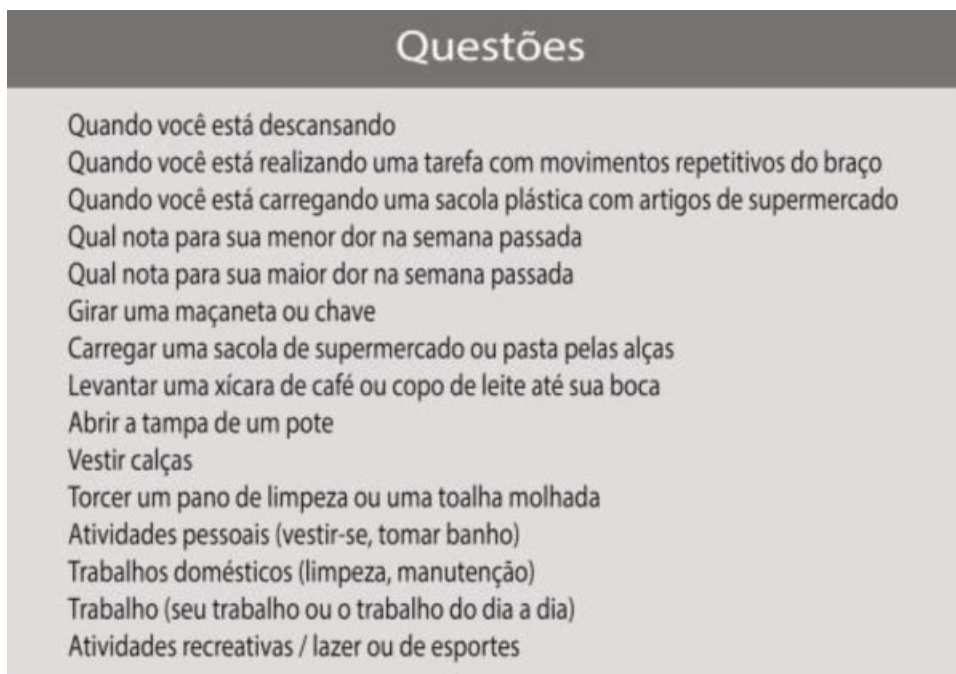 Questões
Quando você está descansando
Quando você está realizando uma tarefa com movimentos repetitivos do braço
Quando você está carregando uma sacola plástica com artigos de supermercado
Qual nota para sua menor dor na semana passada
Qual nota para sua maior dor na semana passada
Girar uma maçaneta ou chave
Carregar uma sacola de supermercado ou pasta pelas alças
Levantar uma xícara de café ou copo de leite até sua boca
Abrir a tampa de um pote
Vestir calças
Torcer um pano de limpeza ou uma toalha molhada
Atividades pessoais (vestir-se, tomar banho)
Trabalhos domésticos (limpeza, manutenção)
Trabalho (seu trabalho ou o trabalho do dia a dia)
Atividades recreativas / lazer ou de esportes